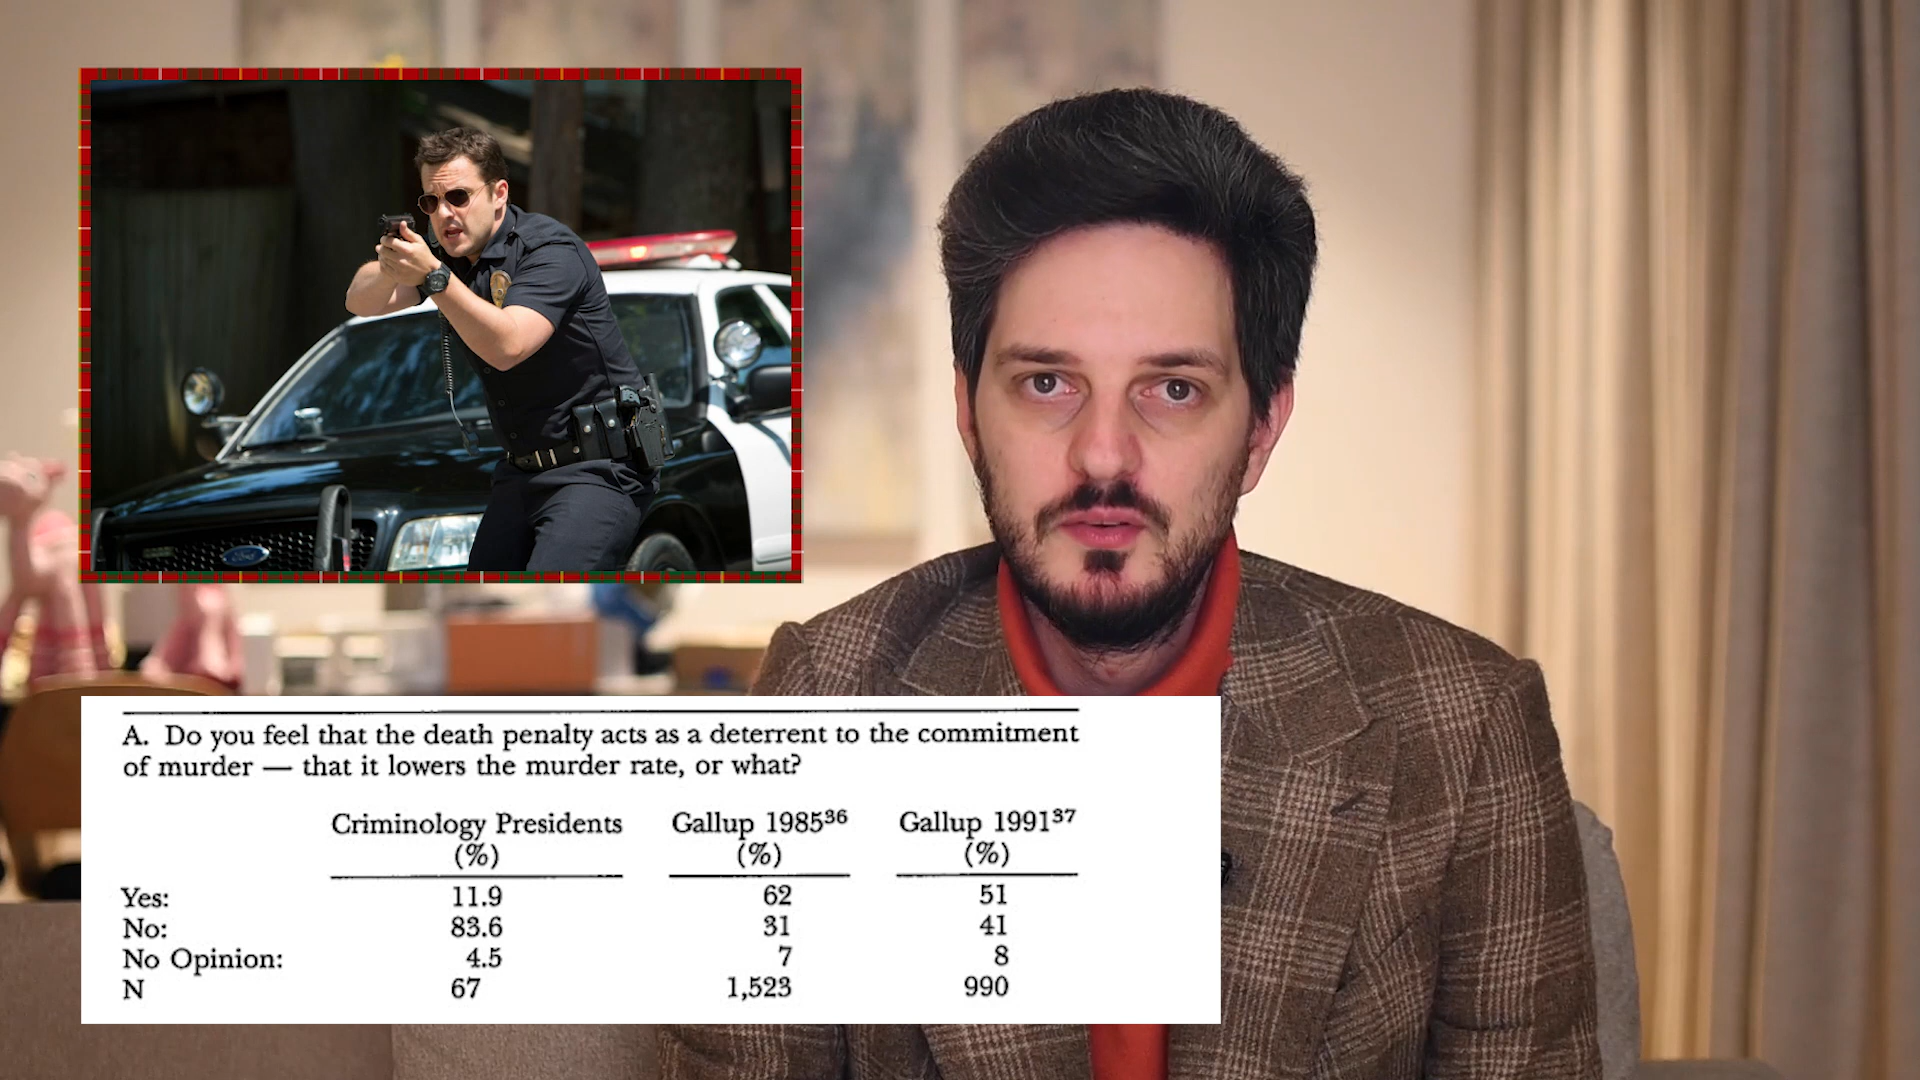 Ford
A. Do you feel that the death penalty acts as a deterrent to the commitment
of murder — that it lowers the murder rate, or what?
Criminology Presidents Gallup 1985³⁶ Gallup 1991³⁷
(%) (%) (%)
Yes: 11.9 62 51
No: 83.6 31 41
No Opinion: 4.5 7 8
N 67 1,523 990